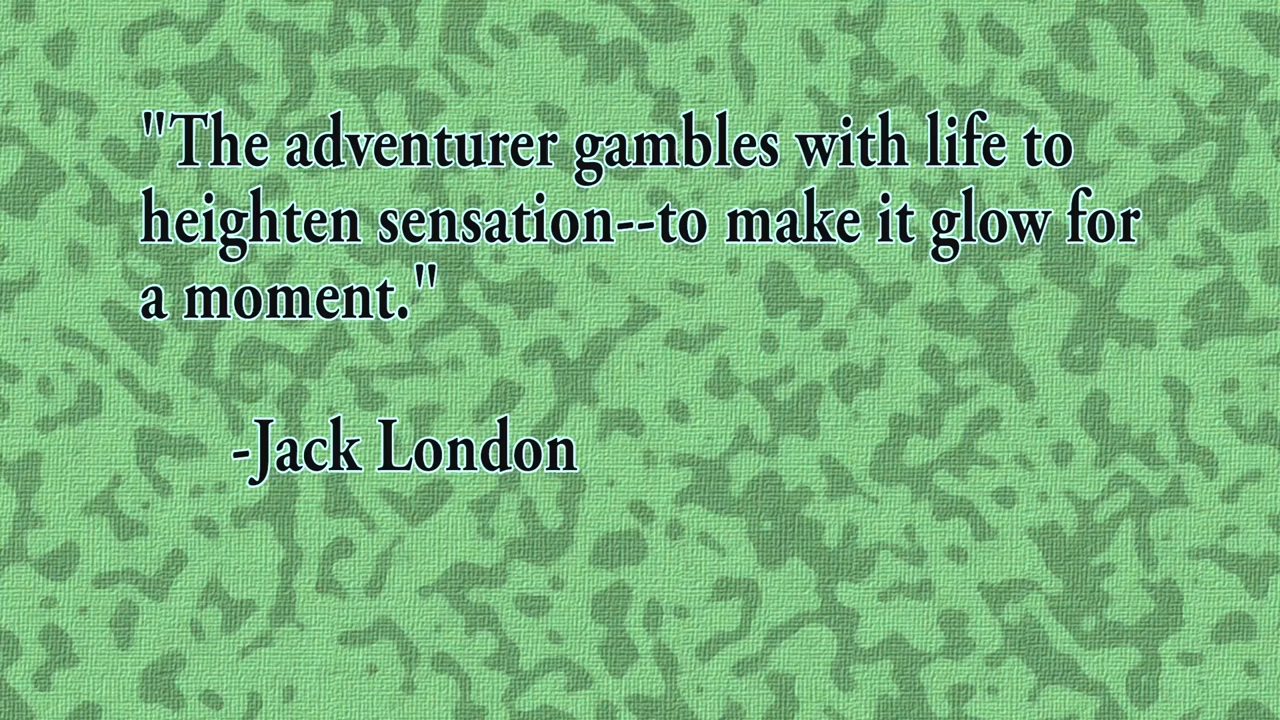 "The adventurer gambles with life to
heighten sensation--to make it glow for
a moment."
-Jack London